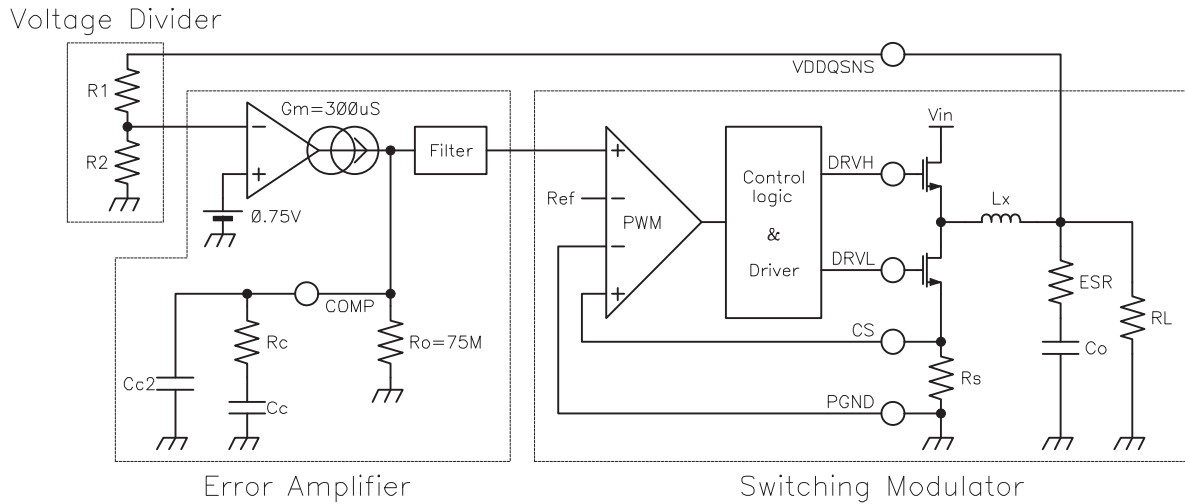 Voltage Divider
VDDQSNS
R1
Gm=300uS
Vin
R2
Filter
DRVH
Control
logic
&
Driver
Ref
PWM
Lx
0.75V
DRVL
ESR
COMP
CS
RL
Rc
Ro=75M
Co
Cc2
Cc
Rs
PGND
Error Amplifier
Switching Modulator